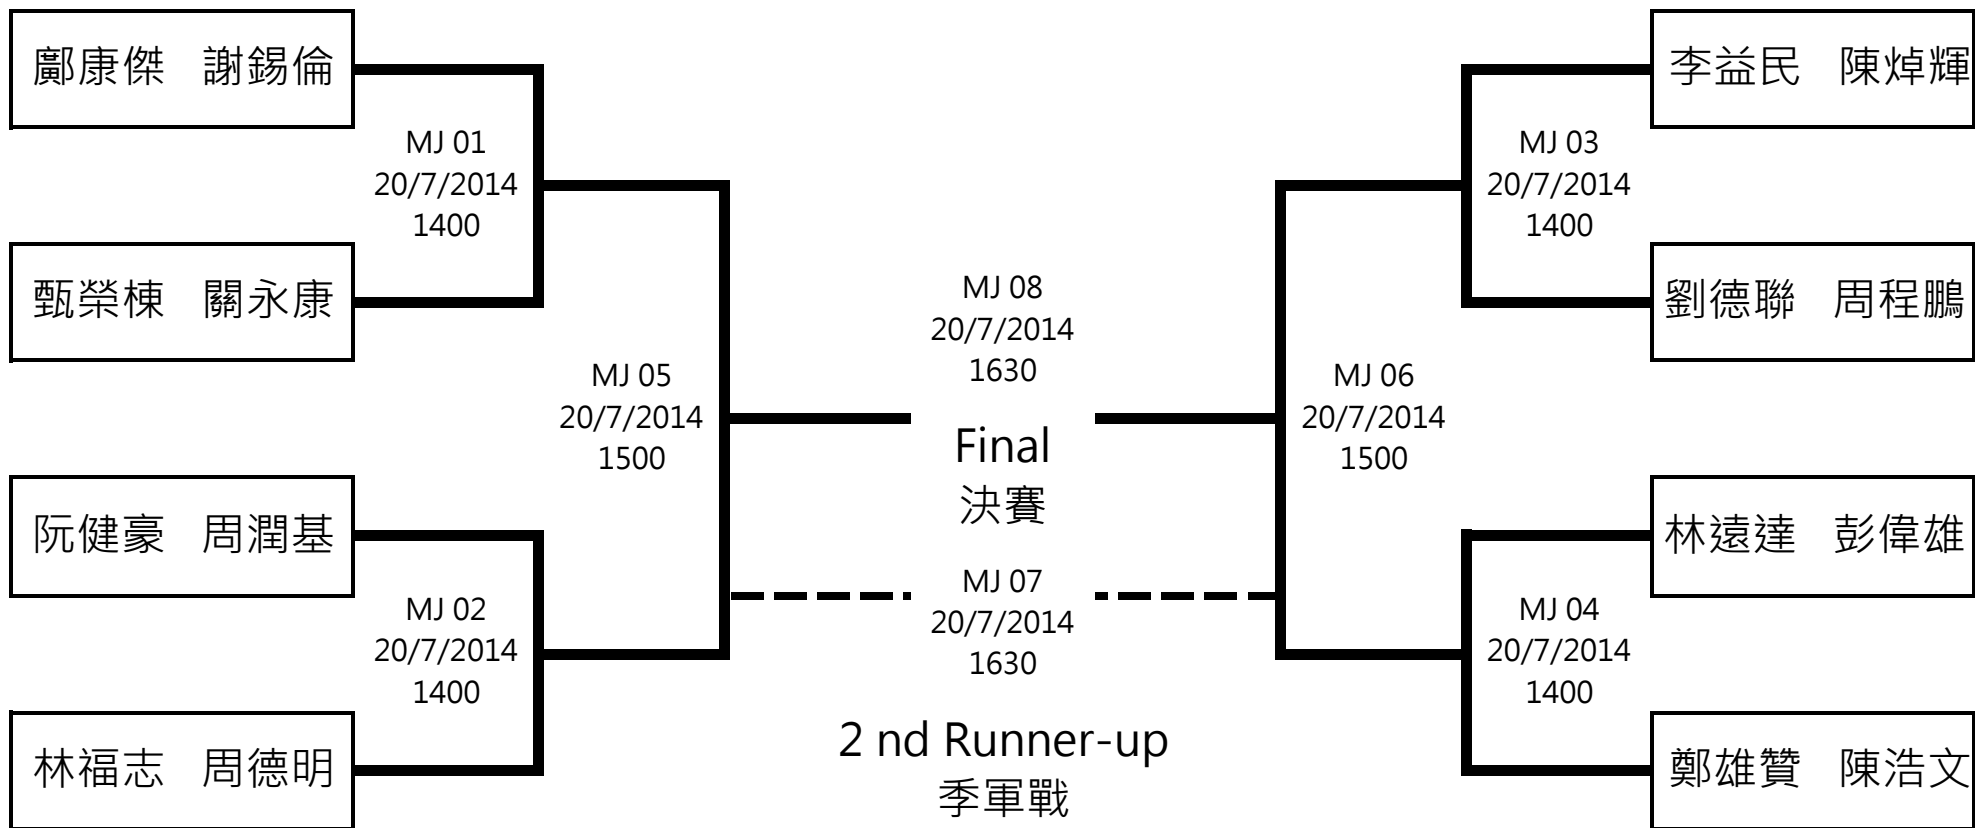 鄺康傑 謝錫倫
MJ 01
20/7/2014
1400
甄榮棟 關永康
MJ 05
20/7/2014
1500
阮健豪 周潤基
MJ 02
20/7/2014
1400
林福志 周德明
MJ 08
20/7/2014
1630
Final
決賽
MJ 07
20/7/2014
1630
2 nd Runner-up
季軍戰
李益民 陳焯輝
MJ 03
20/7/2014
1400
劉德聯 周程鵬
MJ 06
20/7/2014
1500
林遠達 彭偉雄
MJ 04
20/7/2014
1400
鄭雄贊 陳浩文